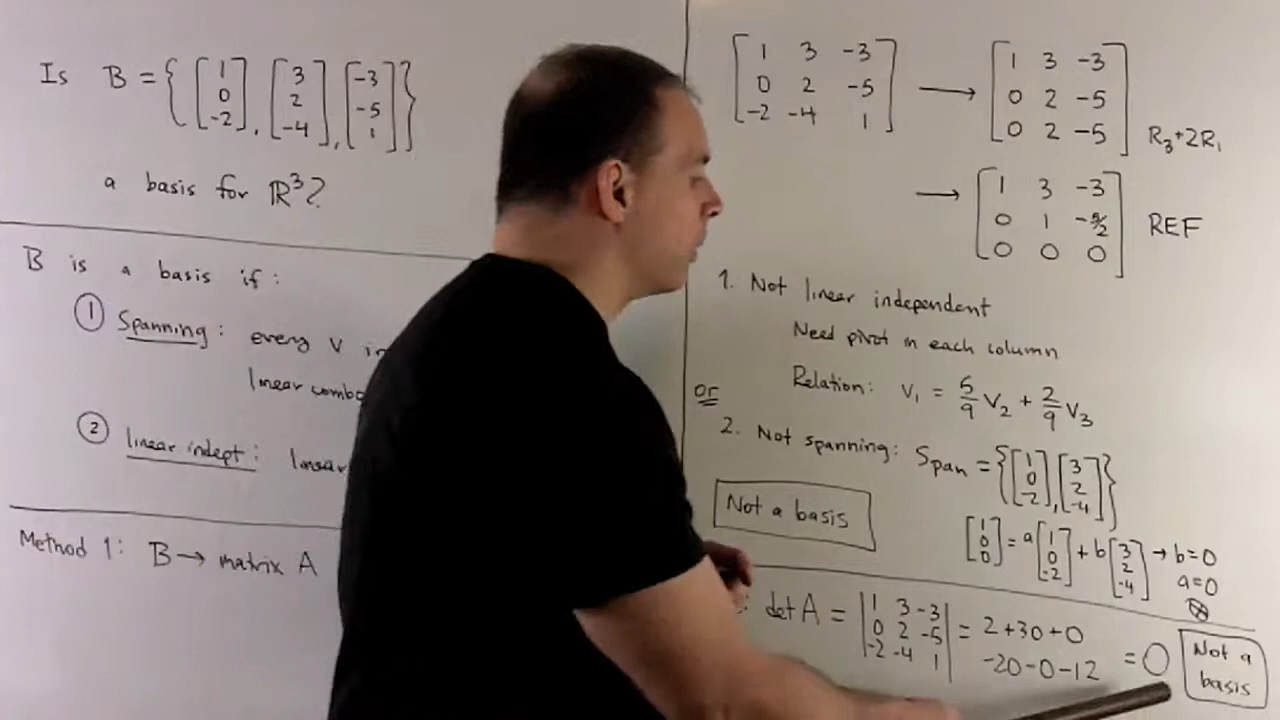 Is B = { [1 0 -2], [3 2 -4], [-3 -5 1] }
a basis for ℝ³?
B is a basis if:
① Spanning: every v in
linear combo
② linear indept: linear
Method 1: B → matrix A
[1 3 -3; 0 2 -5; -2 -4 1] → [1 3 -3; 0 2 -5; 0 2 -5] R₃+2R₁
→ [1 3 -3; 0 1 -5/2; 0 0 0] REF
1. Not linear independent
Need pivot in each column
Relation: v₁ = 5/9 v₂ + 2/9 v₃
or
2. Not spanning: Span = { [1 0 -2], [3 2 -4] }
Not a basis
[1 0 0] = a [1 0 -2] + b [3 2 -4] → b=0
a=0
⊗
: det A = |1 3 -3; 0 2 -5; -2 -4 1| = 2+30+0
-20-0-12 = 0
Not a
basis